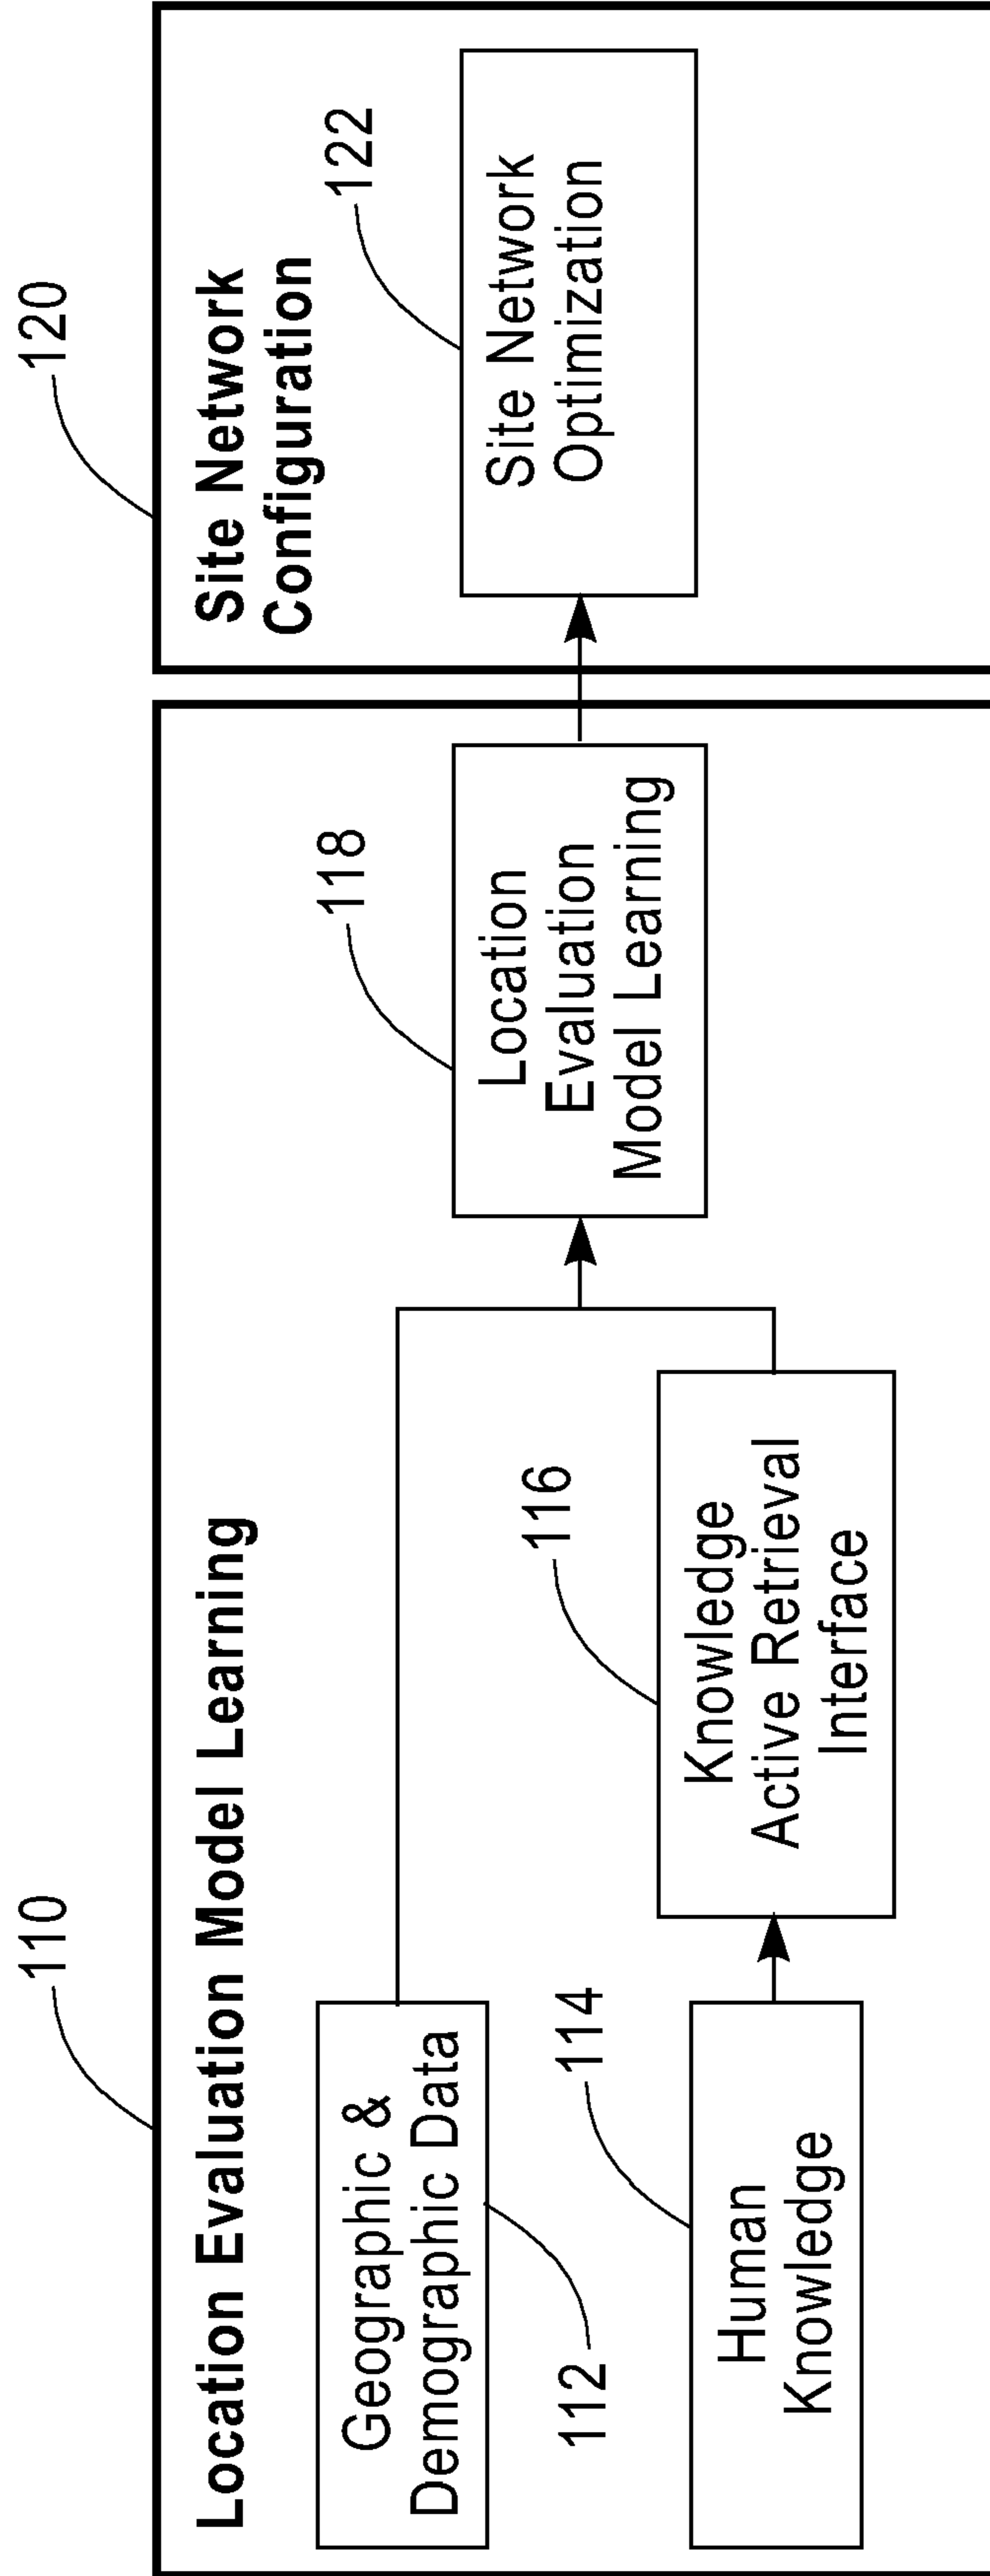 110
120
Location Evaluation Model Learning
Site Network
Configuration
Geographic &
Demographic Data
112
114
Human
Knowledge
116
Knowledge
Active Retrieval
Interface
118
Location
Evaluation
Model Learning
122
Site Network
Optimization